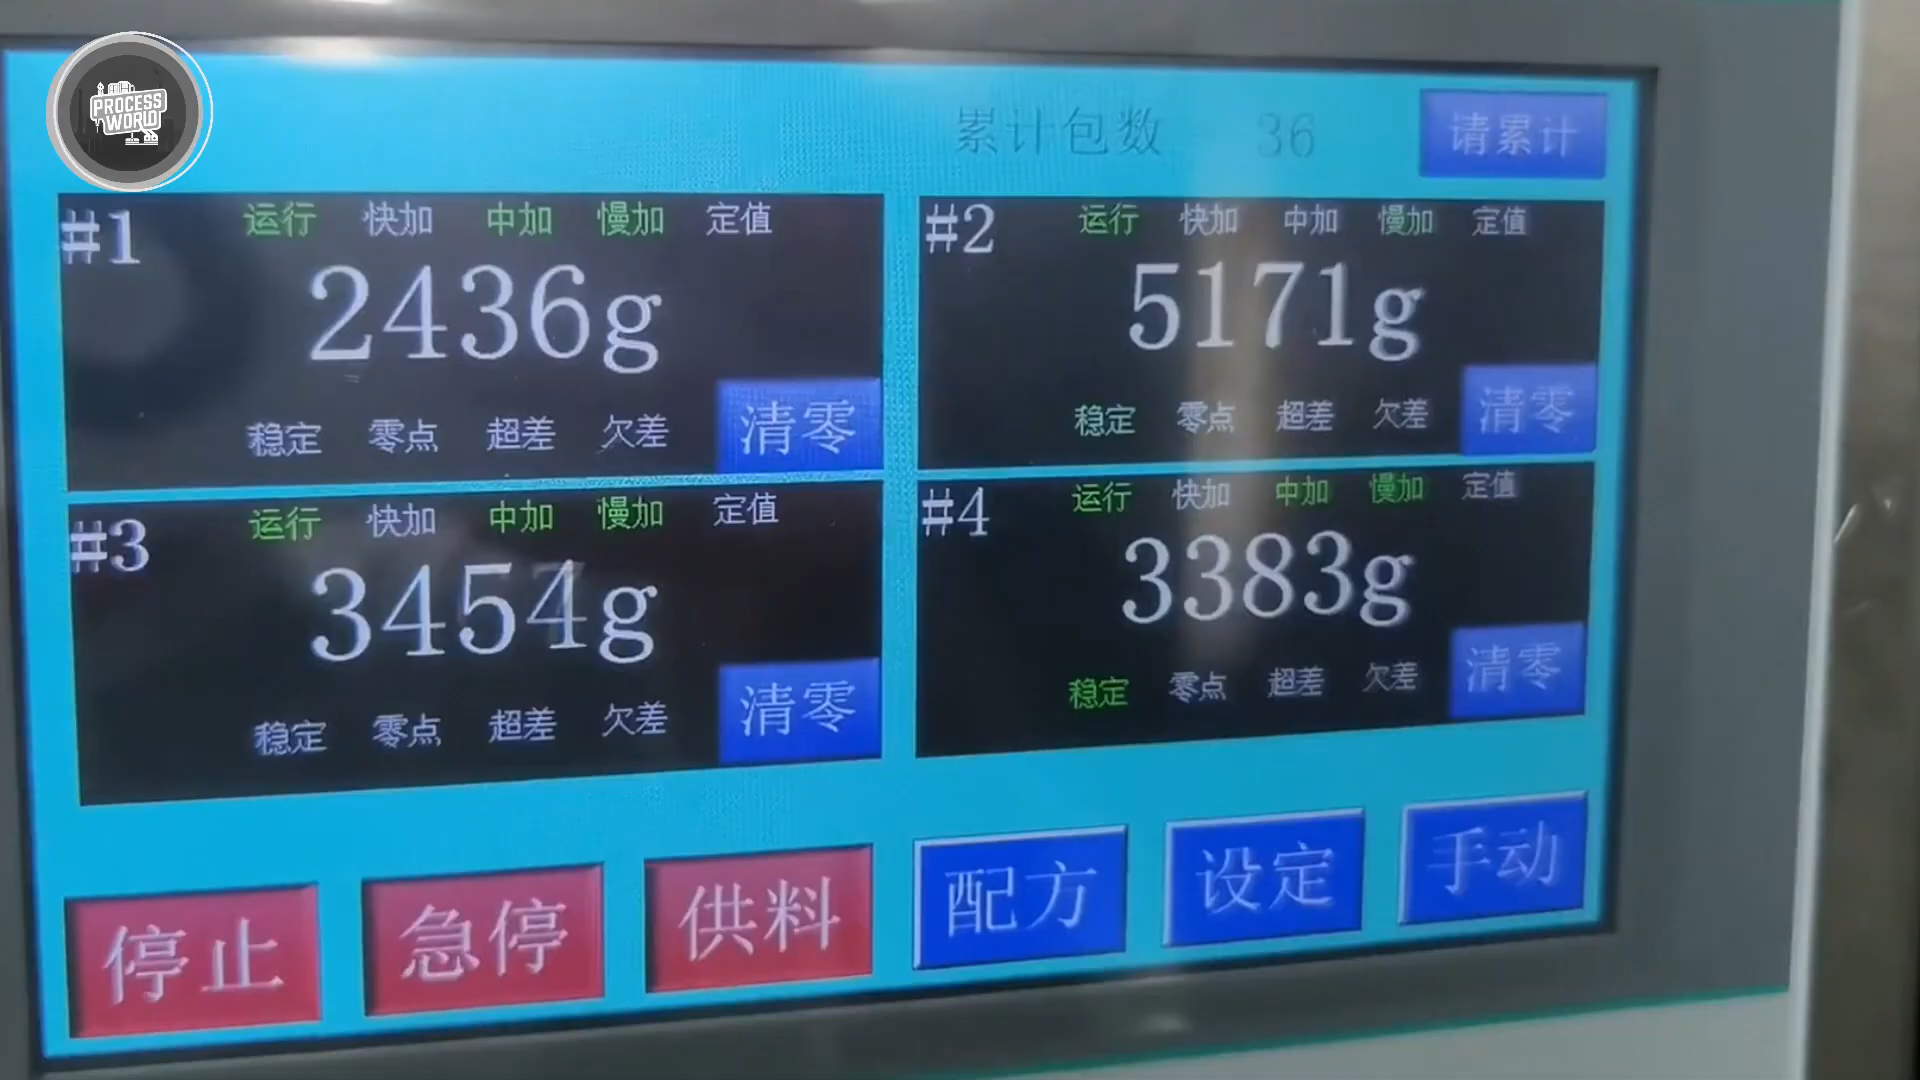 PROCESS
WORLD
累计包数 36 请累计
#1 运行 快加 中加 慢加 定值
2436g
稳定 零点 超差 欠差 清零
#2 运行 快加 中加 慢加 定值
5171g
稳定 零点 超差 欠差 清零
#3 运行 快加 中加 慢加 定值
3454g
稳定 零点 超差 欠差 清零
#4 运行 快加 中加 慢加 定值
3383g
稳定 零点 超差 欠差 清零
停止 急停 供料 配方 设定 手动